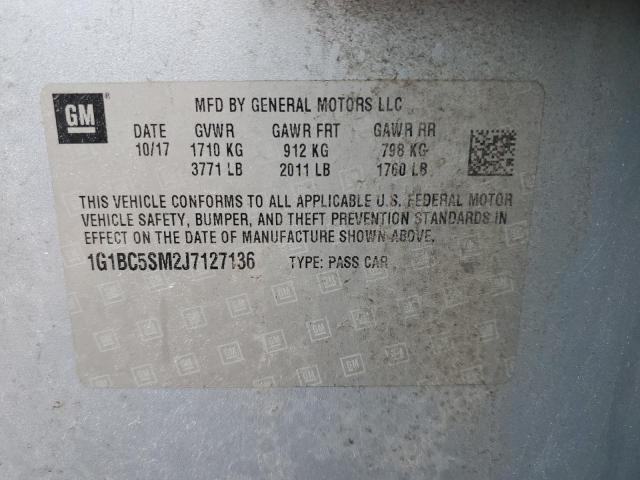 GM ®
MFD BY GENERAL MOTORS LLC
DATE GVWR GAWR FRT GAWR RR
10/17 1710 KG 912 KG 798 KG
3771 LB 2011 LB 1760 LB
THIS VEHICLE CONFORMS TO ALL APPLICABLE U.S. FEDERAL MOTOR
VEHICLE SAFETY, BUMPER, AND THEFT PREVENTION STANDARDS IN
EFFECT ON THE DATE OF MANUFACTURE SHOWN ABOVE.
1G1BC5SM2J7127136 TYPE: PASS CAR